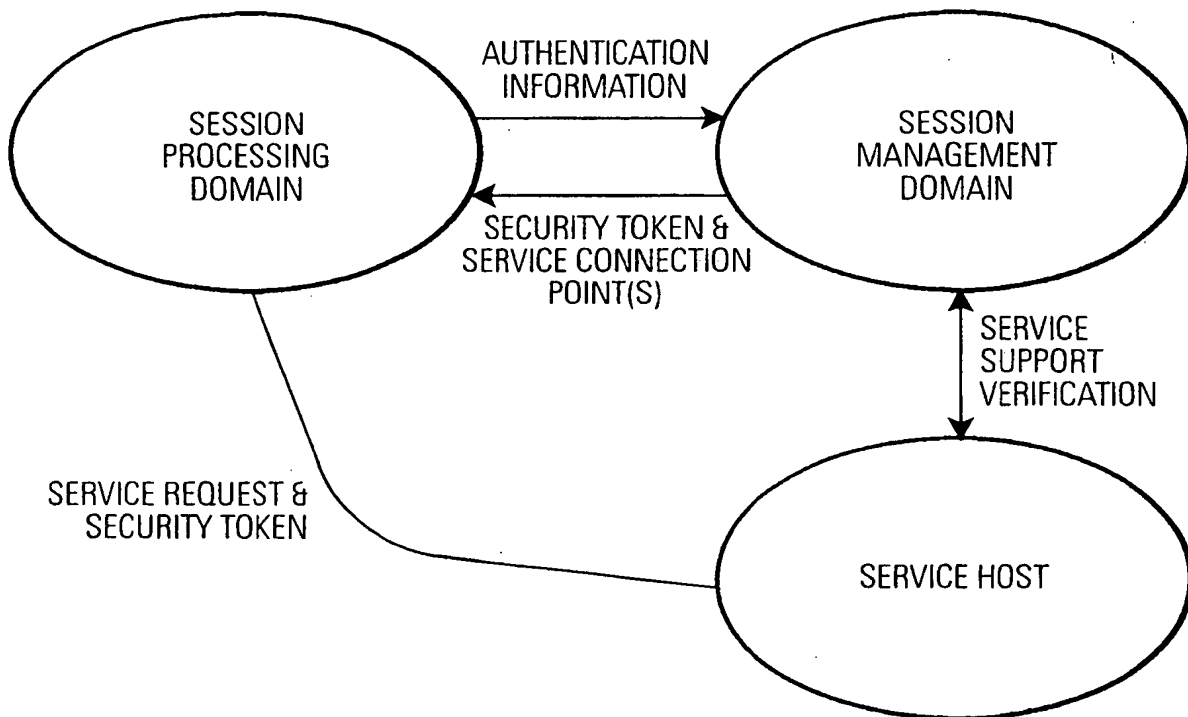 AUTHENTICATION
INFORMATION
SESSION
PROCESSING
DOMAIN
SESSION
MANAGEMENT
DOMAIN
SECURITY TOKEN &
SERVICE CONNECTION
POINT(S)
SERVICE
SUPPORT
VERIFICATION
SERVICE REQUEST &
SECURITY TOKEN
SERVICE HOST